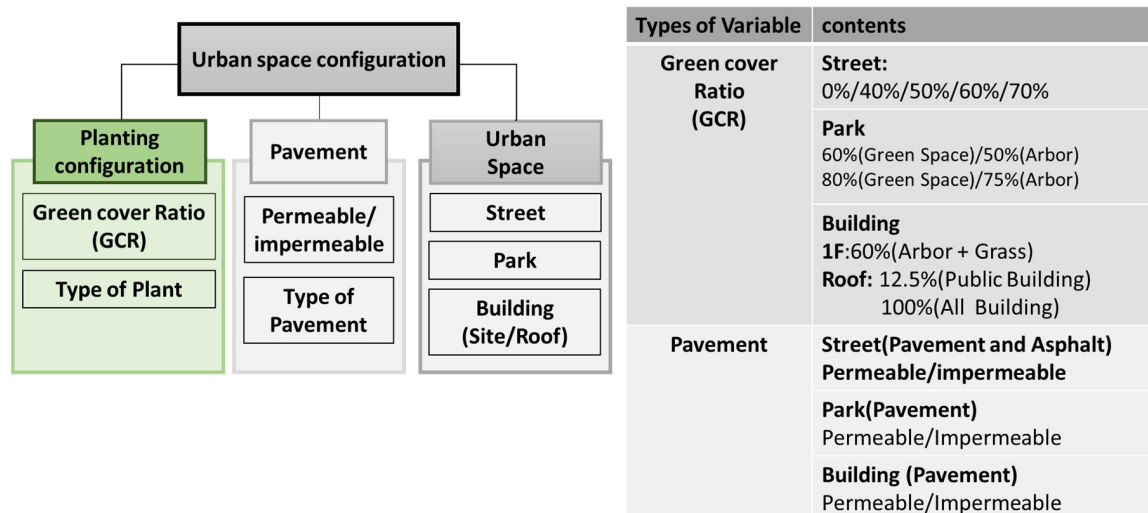 Urban space configuration
Planting
configuration
Green cover Ratio
(GCR)
Type of Plant
Pavement
Permeable/
impermeable
Type of
Pavement
Urban
Space
Street
Park
Building
(Site/Roof)
Types of Variable
contents
Green cover
Ratio
(GCR)
Street:
0%/40%/50%/60%/70%
Park
60%(Green Space)/50%(Arbor)
80%(Green Space)/75%(Arbor)
Building
1F:60%(Arbor + Grass)
Roof: 12.5%(Public Building)
100%(All Building)
Pavement
Street(Pavement and Asphalt)
Permeable/impermeable
Park(Pavement)
Permeable/Impermeable
Building (Pavement)
Permeable/Impermeable